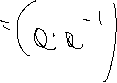 = (Q · Q⁻¹)